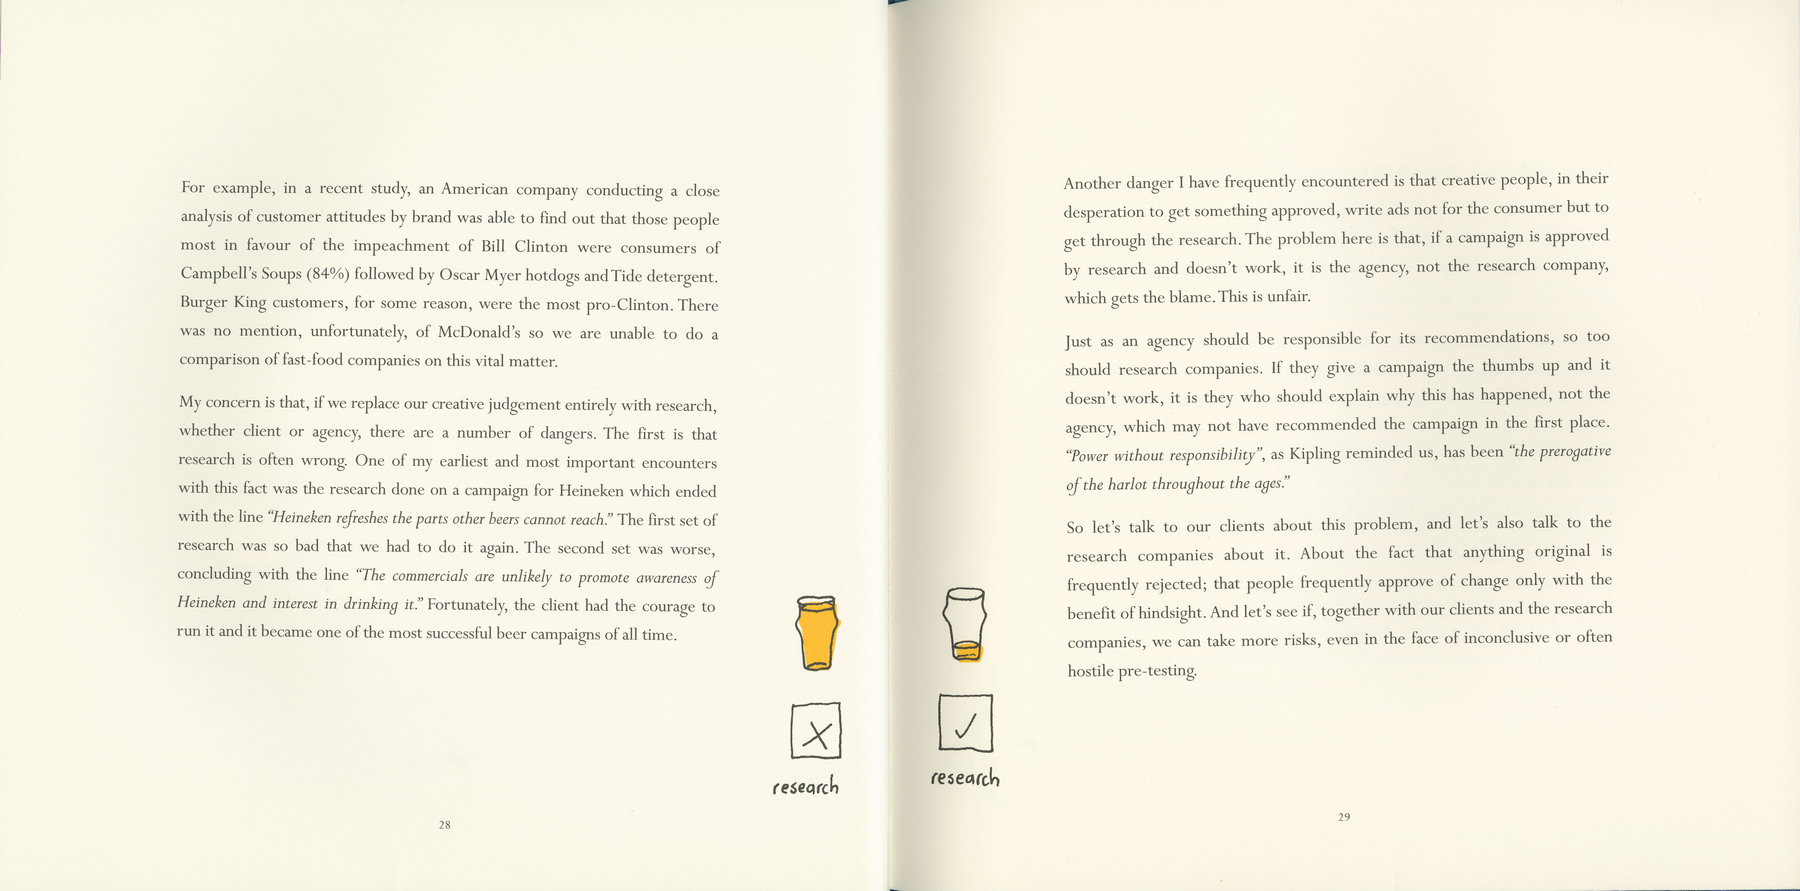 For example, in a recent study, an American company conducting a close
analysis of customer attitudes by brand was able to find out that those people
most in favour of the impeachment of Bill Clinton were consumers of
Campbell's Soups (84%) followed by Oscar Myer hotdogs and Tide detergent.
Burger King customers, for some reason, were the most pro-Clinton. There
was no mention, unfortunately, of McDonald's so we are unable to do a
comparison of fast-food companies on this vital matter.
My concern is that, if we replace our creative judgement entirely with research,
whether client or agency, there are a number of dangers. The first is that
research is often wrong. One of my earliest and most important encounters
with this fact was the research done on a campaign for Heineken which ended
with the line “Heineken refreshes the parts other beers cannot reach.” The first set of
research was so bad that we had to do it again. The second set was worse,
concluding with the line “The commercials are unlikely to promote awareness of
Heineken and interest in drinking it.” Fortunately, the client had the courage to
run it and it became one of the most successful beer campaigns of all time.
research
28
Another danger I have frequently encountered is that creative people, in their
desperation to get something approved, write ads not for the consumer but to
get through the research. The problem here is that, if a campaign is approved
by research and doesn't work, it is the agency, not the research company,
which gets the blame. This is unfair.
Just as an agency should be responsible for its recommendations, so too
should research companies. If they give a campaign the thumbs up and it
doesn't work, it is they who should explain why this has happened, not the
agency, which may not have recommended the campaign in the first place.
“Power without responsibility”, as Kipling reminded us, has been “the prerogative
of the harlot throughout the ages.”
So let's talk to our clients about this problem, and let's also talk to the
research companies about it. About the fact that anything original is
frequently rejected; that people frequently approve of change only with the
benefit of hindsight. And let's see if, together with our clients and the research
companies, we can take more risks, even in the face of inconclusive or often
hostile pre-testing.
research
29